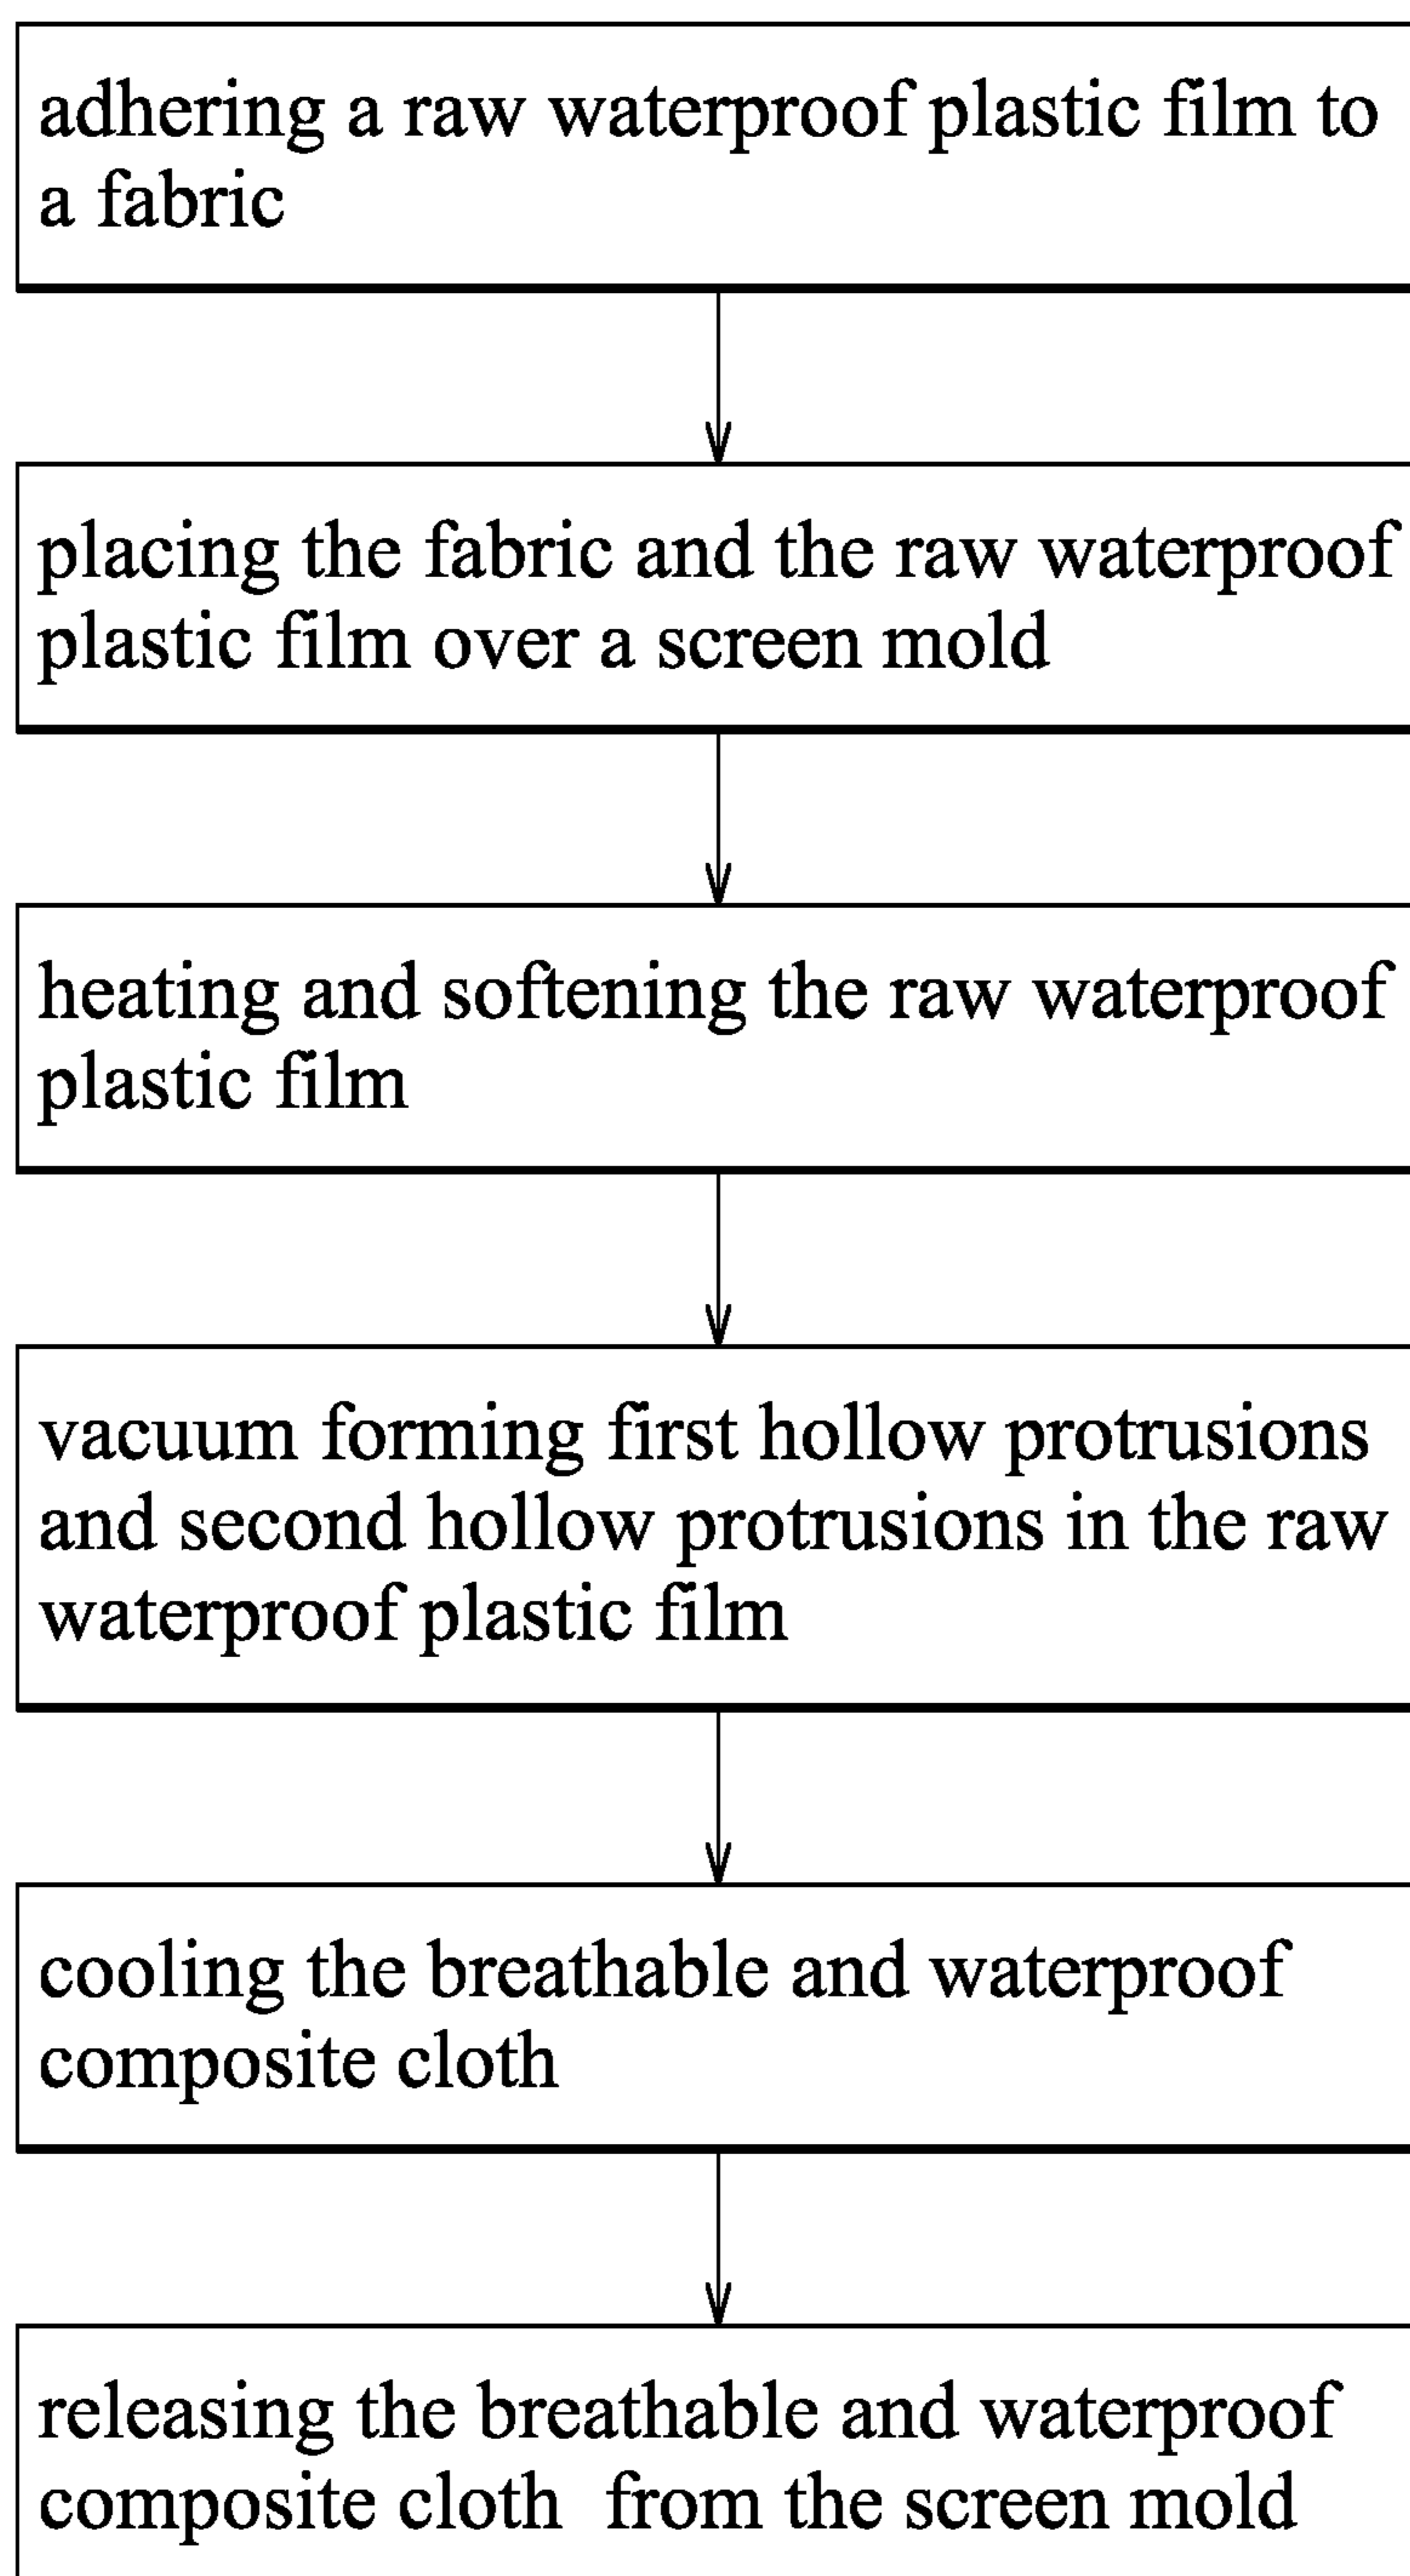 adhering a raw waterproof plastic film to
a fabric
placing the fabric and the raw waterproof
plastic film over a screen mold
heating and softening the raw waterproof
plastic film
vacuum forming first hollow protrusions
and second hollow protrusions in the raw
waterproof plastic film
cooling the breathable and waterproof
composite cloth
releasing the breathable and waterproof
composite cloth from the screen mold